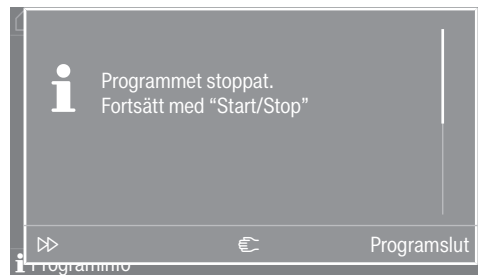 Programmet stoppat.
Fortsätt med “Start/Stop”
Programslut
Programinfo